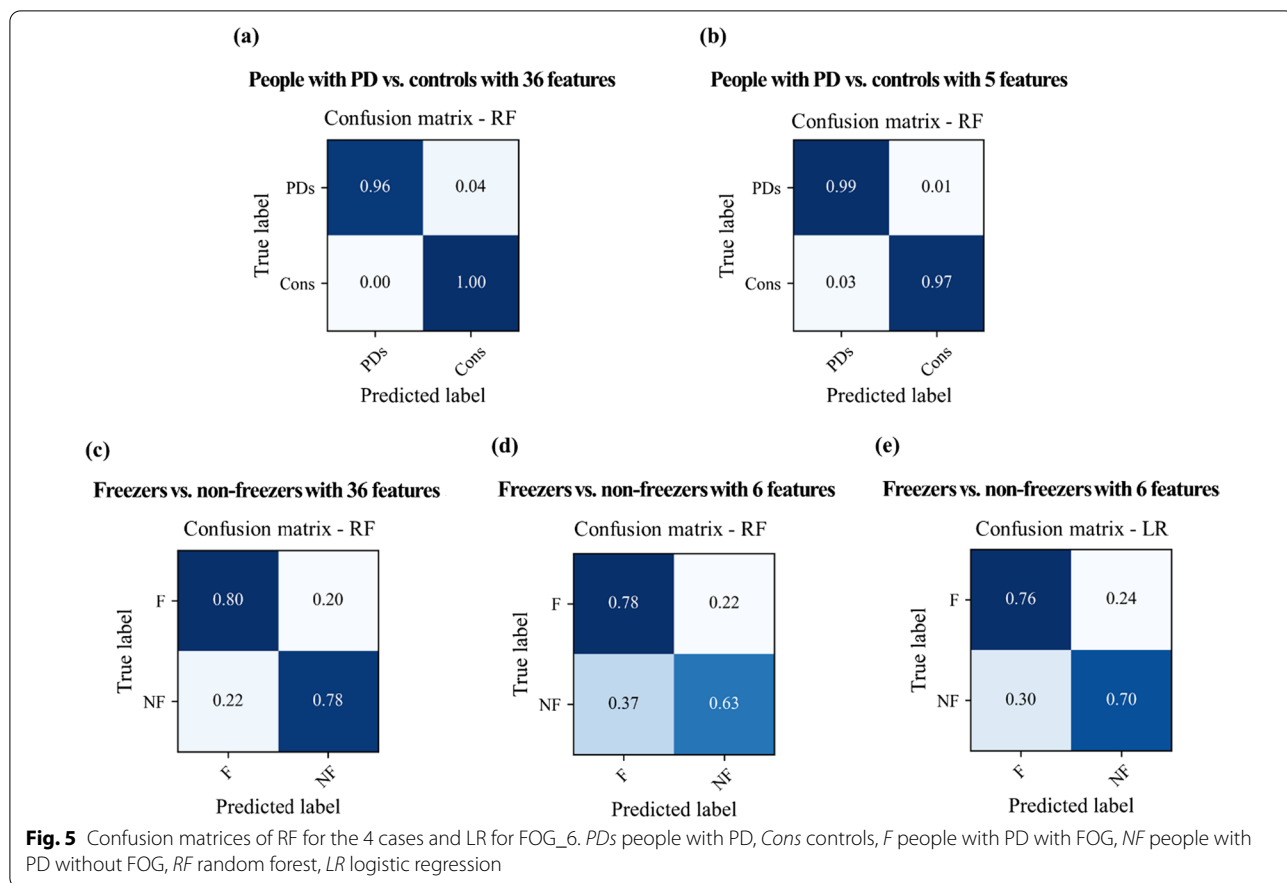 (a)
People with PD vs. controls with 36 features
Confusion matrix - RF
True label
PDs
0.96 0.04
Cons
0.00 1.00
PDs Cons
Predicted label
(b)
People with PD vs. controls with 5 features
Confusion matrix - RF
True label
PDs
0.99 0.01
Cons
0.03 0.97
PDs Cons
Predicted label
(c)
Freezers vs. non-freezers with 36 features
Confusion matrix - RF
True label
F
0.80 0.20
NF
0.22 0.78
F NF
Predicted label
(d)
Freezers vs. non-freezers with 6 features
Confusion matrix - RF
True label
F
0.78 0.22
NF
0.37 0.63
F NF
Predicted label
(e)
Freezers vs. non-freezers with 6 features
Confusion matrix - LR
True label
F
0.76 0.24
NF
0.30 0.70
F NF
Predicted label
Fig. 5 Confusion matrices of RF for the 4 cases and LR for FOG_6. PDs people with PD, Cons controls, F people with PD with FOG, NF people with
PD without FOG, RF random forest, LR logistic regression